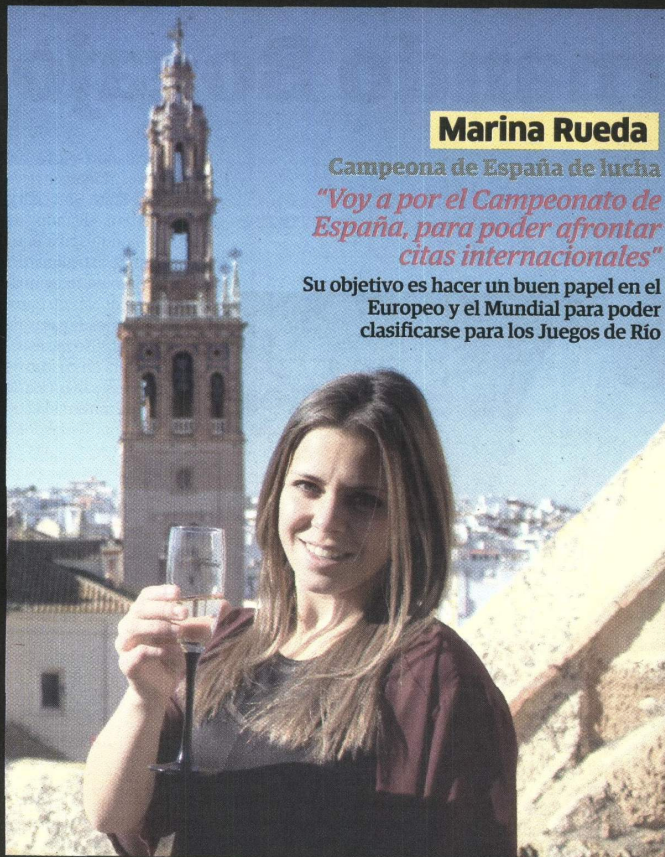 Marina Rueda
Campeona de España de lucha
"Voy a por el Campeonato de
España, para poder afrontar
citas internacionales"
Su objetivo es hacer un buen papel en el
Europeo y el Mundial para poder
clasificarse para los Juegos de Río